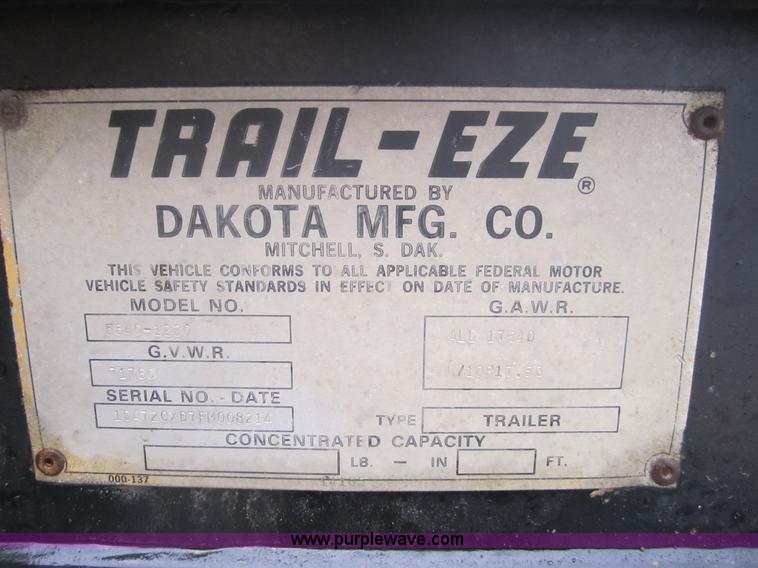 TRAIL-EZE®
MANUFACTURED BY
DAKOTA MFG. CO.
MITCHELL, S. DAK.
THIS VEHICLE CONFORMS TO ALL APPLICABLE FEDERAL MOTOR
VEHICLE SAFETY STANDARDS IN EFFECT ON DATE OF MANUFACTURE.
MODEL NO.
G.A.W.R.
ALL 17640
G.V.W.R.
SERIAL NO. - DATE
TYPE TRAILER
CONCENTRATED CAPACITY
LB. - IN FT.
000-137
www.purplewave.com